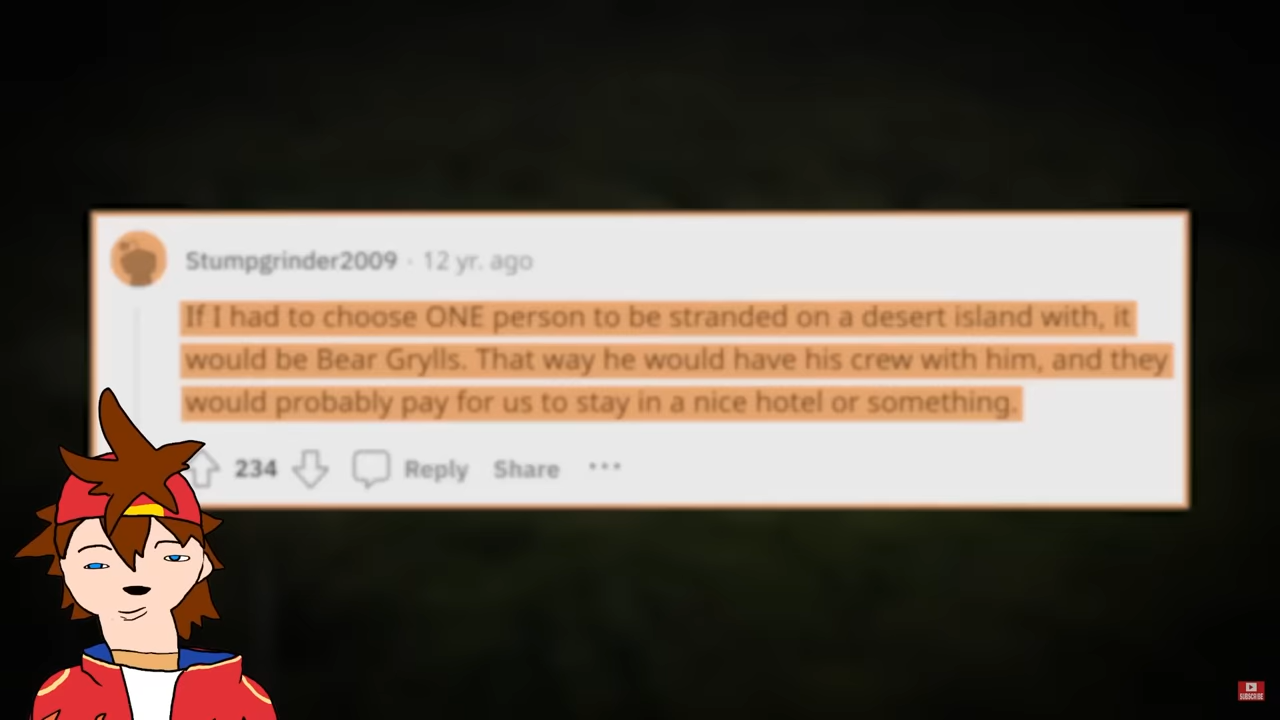 Stumpgrinder2009 · 12 yr. ago
If I had to choose ONE person to be stranded on a desert island with, it
would be Bear Grylls. That way he would have his crew with him, and they
would probably pay for us to stay in a nice hotel or something.
234 Reply Share ···
SUBSCRIBE